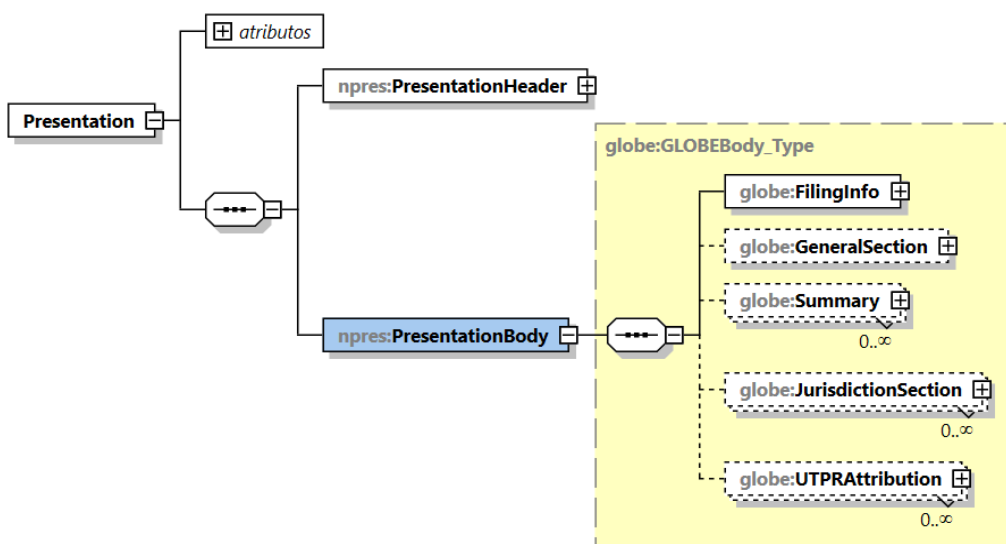 atributos
npres:PresentationHeader
Presentation
globe:GLOBEBody_Type
globe:FilingInfo
globe:GeneralSection
globe:Summary
0..∞
npres:PresentationBody
globe:JurisdictionSection
0..∞
globe:UTPRAttribution
0..∞